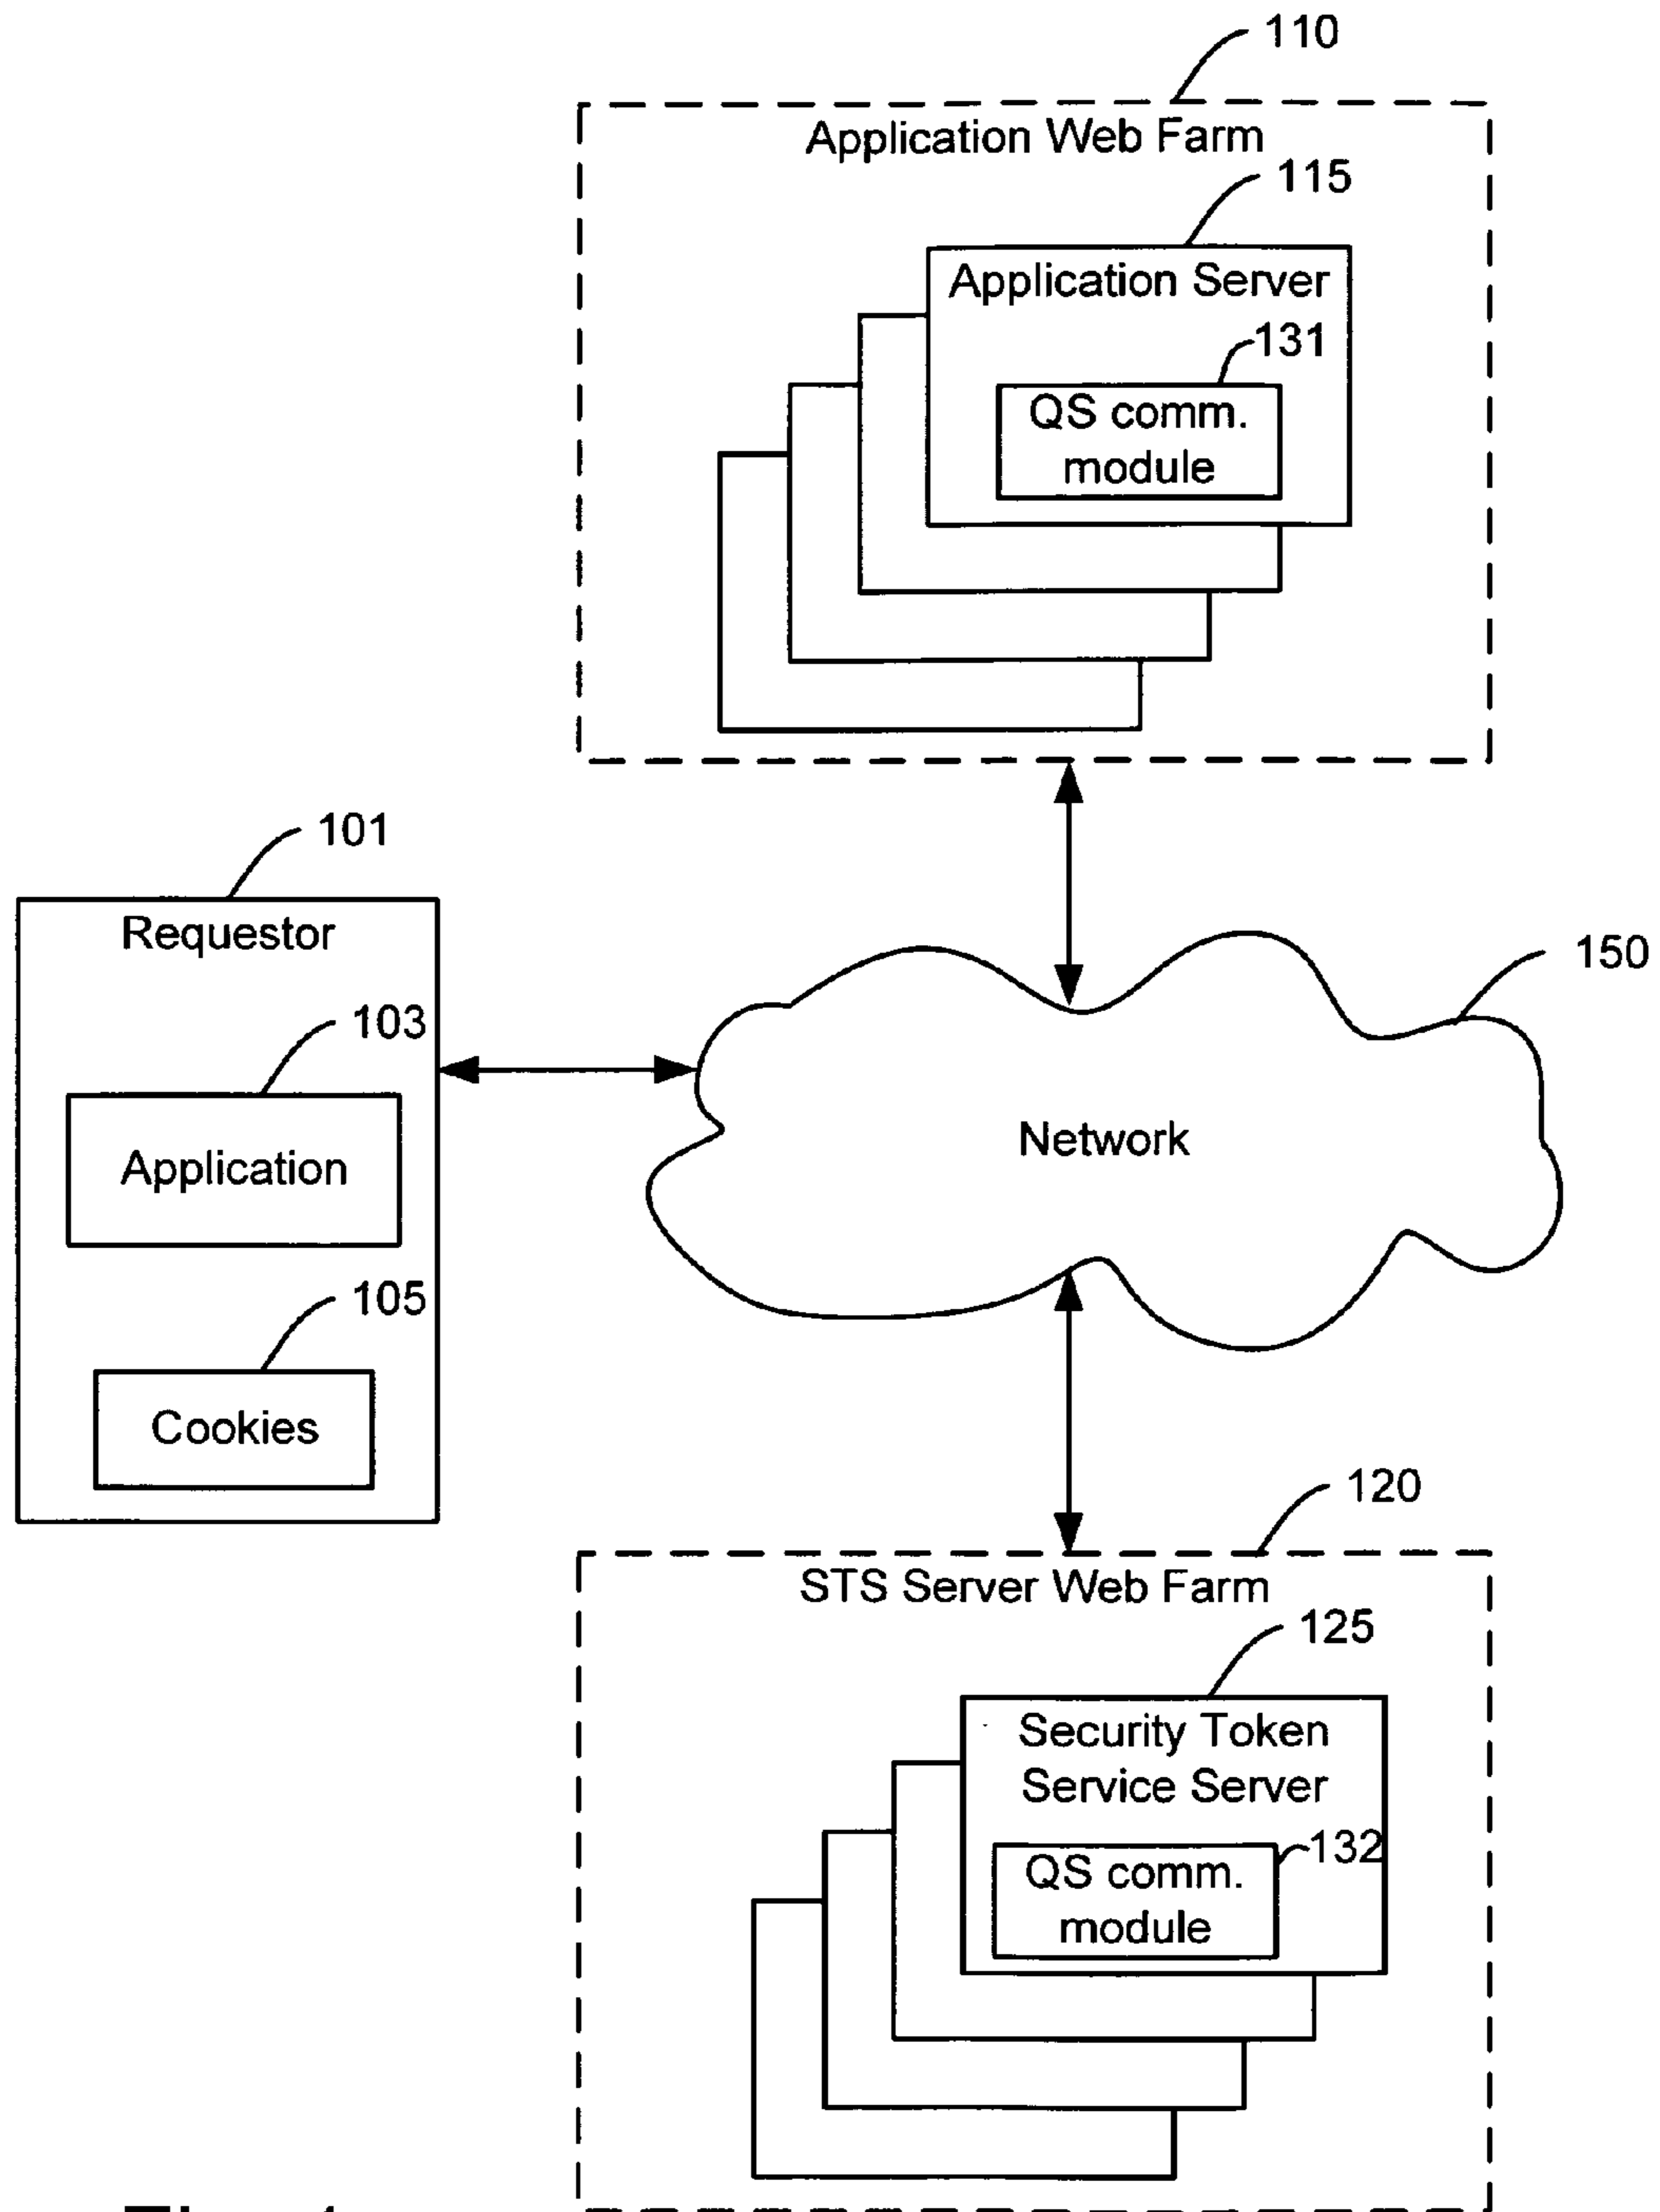 110
Application Web Farm
115
Application Server
131
QS comm.
module
101
Requestor
150
103
Application
Network
105
Cookies
120
STS Server Web Farm
125
Security Token
Service Server
132
QS comm.
module